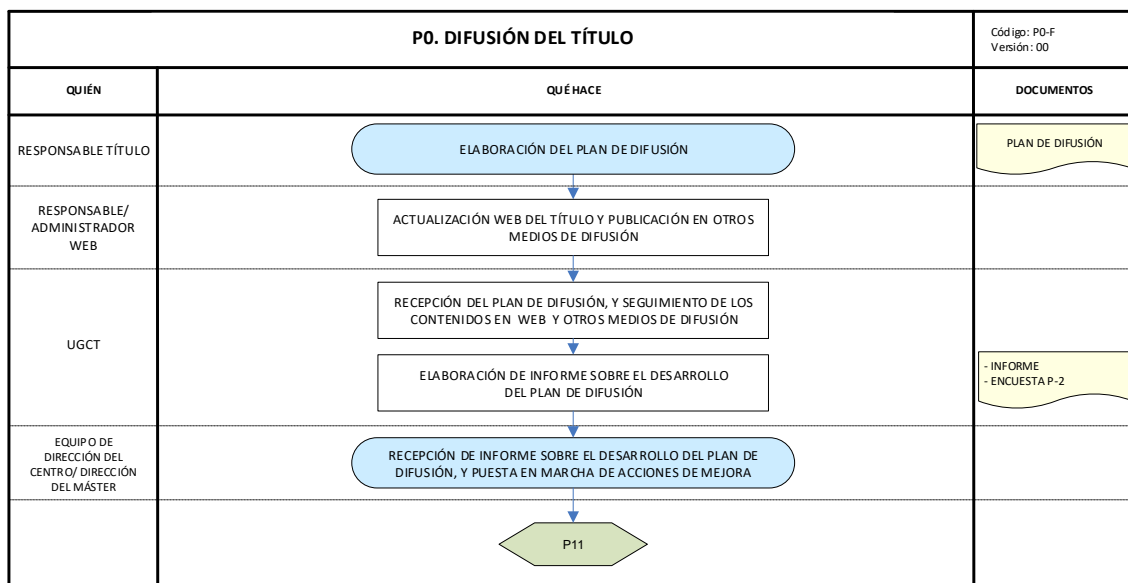 P0. DIFUSIÓN DEL TÍTULO
Código: P0-F
Versión: 00
QUIÉN
QUÉ HACE
DOCUMENTOS
RESPONSABLE TÍTULO
ELABORACIÓN DEL PLAN DE DIFUSIÓN
PLAN DE DIFUSIÓN
RESPONSABLE/
ADMINISTRADOR
WEB
ACTUALIZACIÓN WEB DEL TÍTULO Y PUBLICACIÓN EN OTROS
MEDIOS DE DIFUSIÓN
UGCT
RECEPCIÓN DEL PLAN DE DIFUSIÓN, Y SEGUIMIENTO DE LOS
CONTENIDOS EN WEB Y OTROS MEDIOS DE DIFUSIÓN
ELABORACIÓN DE INFORME SOBRE EL DESARROLLO
DEL PLAN DE DIFUSIÓN
- INFORME
- ENCUESTA P-2
EQUIPO DE
DIRECCIÓN DEL
CENTRO/ DIRECCIÓN
DEL MÁSTER
RECEPCIÓN DE INFORME SOBRE EL DESARROLLO DEL PLAN DE
DIFUSIÓN, Y PUESTA EN MARCHA DE ACCIONES DE MEJORA
P11